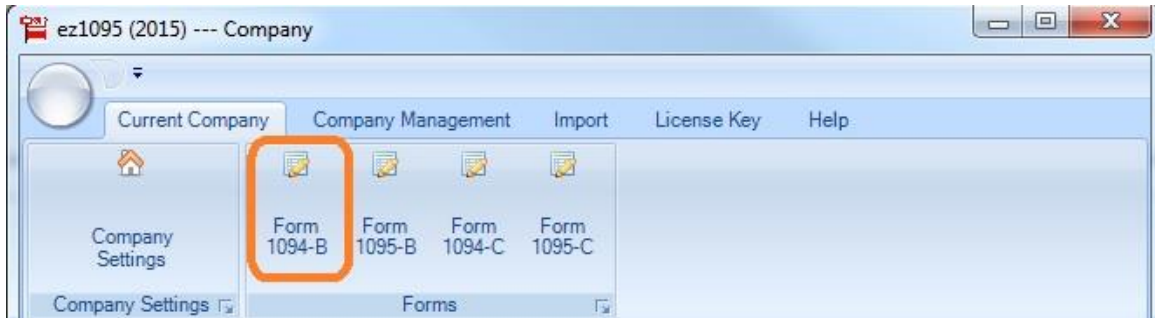 ez1095 (2015) --- Company
Current Company Company Management Import License Key Help
Company Settings
Form 1094-B
Form 1095-B
Form 1094-C
Form 1095-C
Company Settings Forms